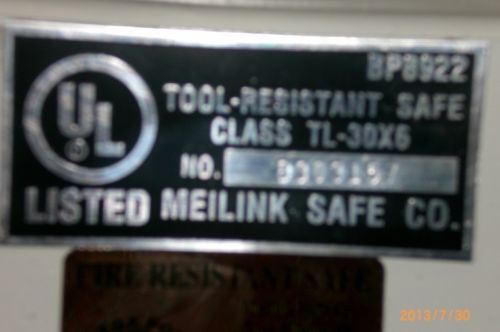 BP8922
UL
TOOL-RESISTANT SAFE
CLASS TL-30X6
NO.
LISTED MEILINK SAFE CO.
FIRE RESISTANT SAFE
2013/7/30